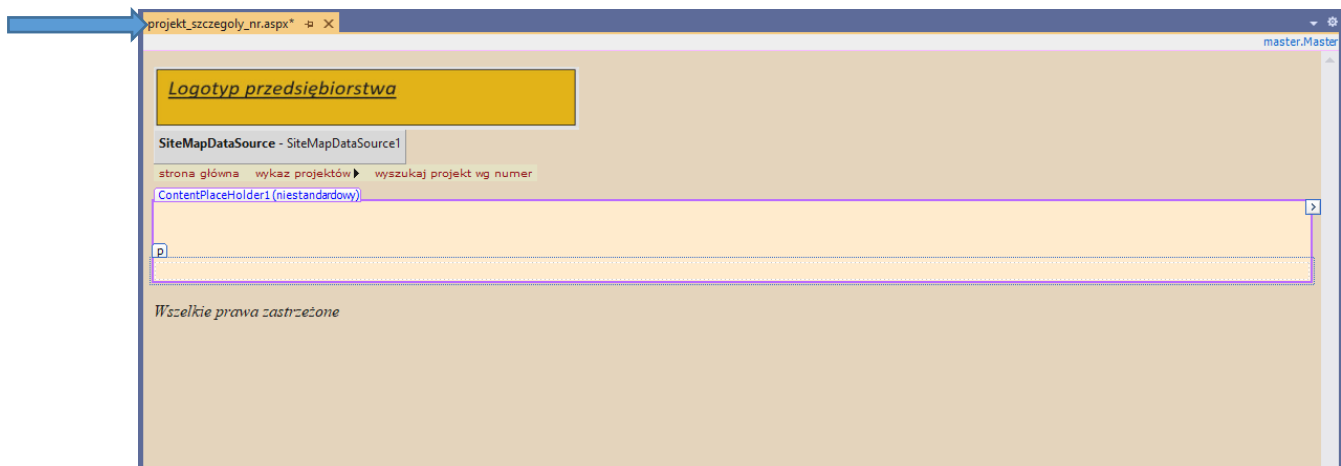 projekt_szczegoly_nr.aspx*
master.Master
Logotyp przedsiębiorstwa
SiteMapDataSource - SiteMapDataSource1
strona główna wykaz projektów wyszukaj projekt wg numer
ContentPlaceHolder1 (niestandardowy)
p
Wszelkie prawa zastrzeżone